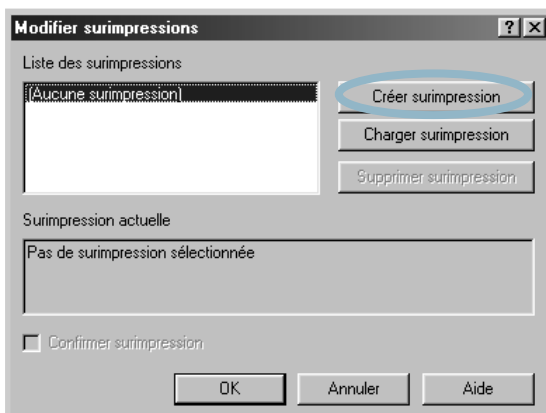 Modifier surimpressions
Liste des surimpressions
(Aucune surimpression)
Créer surimpression
Charger surimpression
Supprimer surimpression
Surimpression actuelle
Pas de surimpression sélectionnée
Confirmer surimpression
OK Annuler Aide